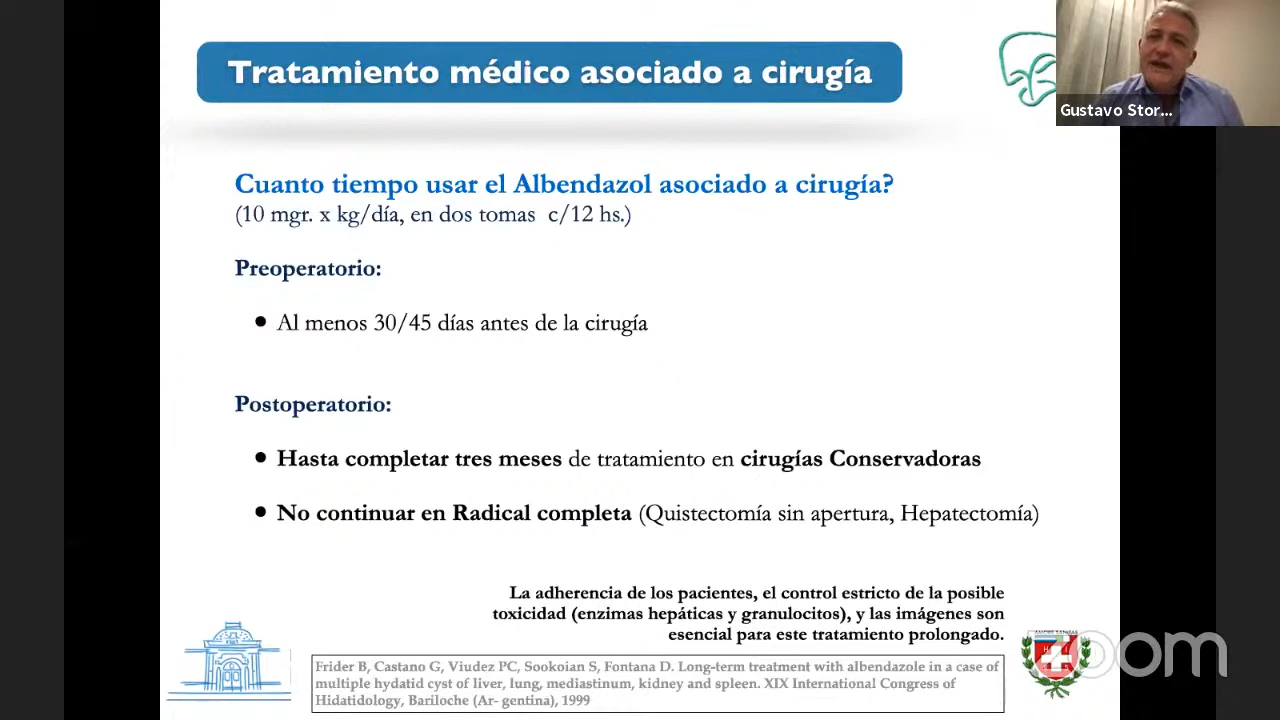 Tratamiento médico asociado a cirugía
Gustavo Stor...
Cuanto tiempo usar el Albendazol asociado a cirugía?
(10 mgr. x kg/día, en dos tomas c/12 hs.)
Preoperatorio:
• Al menos 30/45 días antes de la cirugía
Postoperatorio:
• Hasta completar tres meses de tratamiento en cirugías Conservadoras
• No continuar en Radical completa (Quistectomía sin apertura, Hepatectomía)
La adherencia de los pacientes, el control estricto de la posible
toxicidad (enzimas hepáticas y granulocitos), y las imágenes son
esencial para este tratamiento prolongado.
Frider B, Castano G, Viudez PC, Sookoian S, Fontana D. Long-term treatment with albendazole in a case of
multiple hydatid cyst of liver, lung, mediastinum, kidney and spleen. XIX International Congress of
Hidatidology, Bariloche (Ar- gentina), 1999
zoom